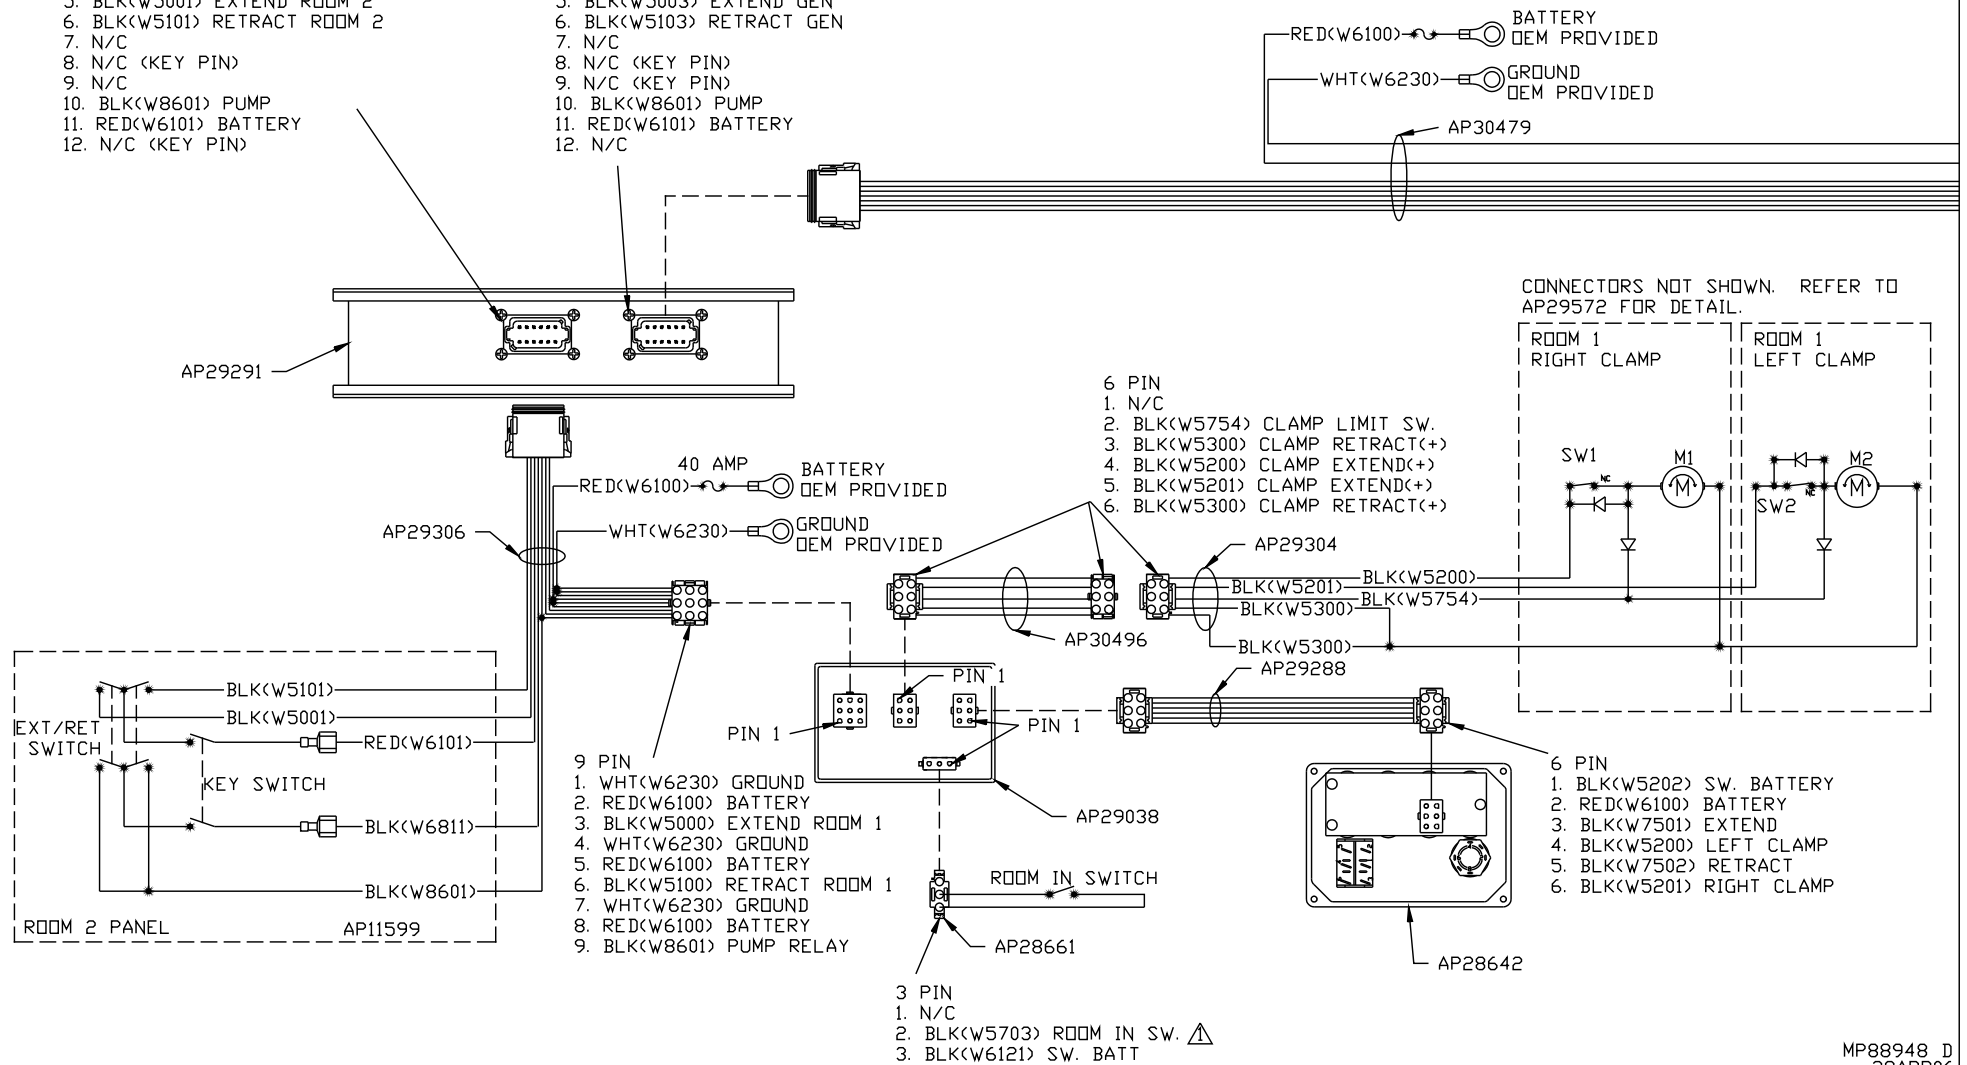 5. BLK(W5001) EXTEND ROOM 2
6. BLK(W5101) RETRACT ROOM 2
7. N/C
8. N/C (KEY PIN)
9. N/C
10. BLK(W8601) PUMP
11. RED(W6101) BATTERY
12. N/C (KEY PIN)
5. BLK(W5003) EXTEND GEN
6. BLK(W5103) RETRACT GEN
7. N/C
8. N/C (KEY PIN)
9. N/C (KEY PIN)
10. BLK(W8601) PUMP
11. RED(W6101) BATTERY
12. N/C
RED(W6100)
BATTERY
OEM PROVIDED
WHT(W6230)
GROUND
OEM PROVIDED
AP30479
CONNECTORS NOT SHOWN. REFER TO
AP29572 FOR DETAIL.
ROOM 1
RIGHT CLAMP
ROOM 1
LEFT CLAMP
SW1
NC
M1
M
SW2
NC
M2
M
AP29291
6 PIN
1. N/C
2. BLK(W5754) CLAMP LIMIT SW.
3. BLK(W5300) CLAMP RETRACT(+)
4. BLK(W5200) CLAMP EXTEND(+)
5. BLK(W5201) CLAMP EXTEND(+)
6. BLK(W5300) CLAMP RETRACT(+)
40 AMP
RED(W6100)
BATTERY
OEM PROVIDED
WHT(W6230)
GROUND
OEM PROVIDED
AP29306
AP29304
BLK(W5200)
BLK(W5201)
BLK(W5754)
BLK(W5300)
BLK(W5300)
AP30496
AP29288
BLK(W5101)
BLK(W5001)
EXT/RET
SWITCH
RED(W6101)
KEY SWITCH
BLK(W6811)
BLK(W8601)
ROOM 2 PANEL
AP11599
PIN 1
PIN 1
PIN 1
9 PIN
1. WHT(W6230) GROUND
2. RED(W6100) BATTERY
3. BLK(W5000) EXTEND ROOM 1
4. WHT(W6230) GROUND
5. RED(W6100) BATTERY
6. BLK(W5100) RETRACT ROOM 1
7. WHT(W6230) GROUND
8. RED(W6100) BATTERY
9. BLK(W8601) PUMP RELAY
AP29038
ROOM IN SWITCH
AP28661
3 PIN
1. N/C
2. BLK(W5703) ROOM IN SW. 1
3. BLK(W6121) SW. BATT
6 PIN
1. BLK(W5202) SW. BATTERY
2. RED(W6100) BATTERY
3. BLK(W7501) EXTEND
4. BLK(W5200) LEFT CLAMP
5. BLK(W7502) RETRACT
6. BLK(W5201) RIGHT CLAMP
AP28642
MP88948 D